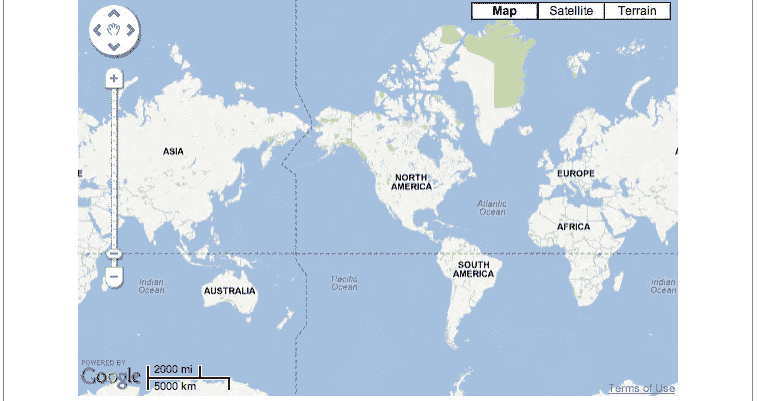 Map
Satellite
Terrain
ASIA
NORTH
AMERICA
Atlantic
Ocean
E
EUROPE
A
AFRICA
SOUTH
AMERICA
Indian
Ocean
AUSTRALIA
Pacific
Ocean
Indian
Ocean
POWERED BY
Google
2000 mi
5000 km
Terms of Use